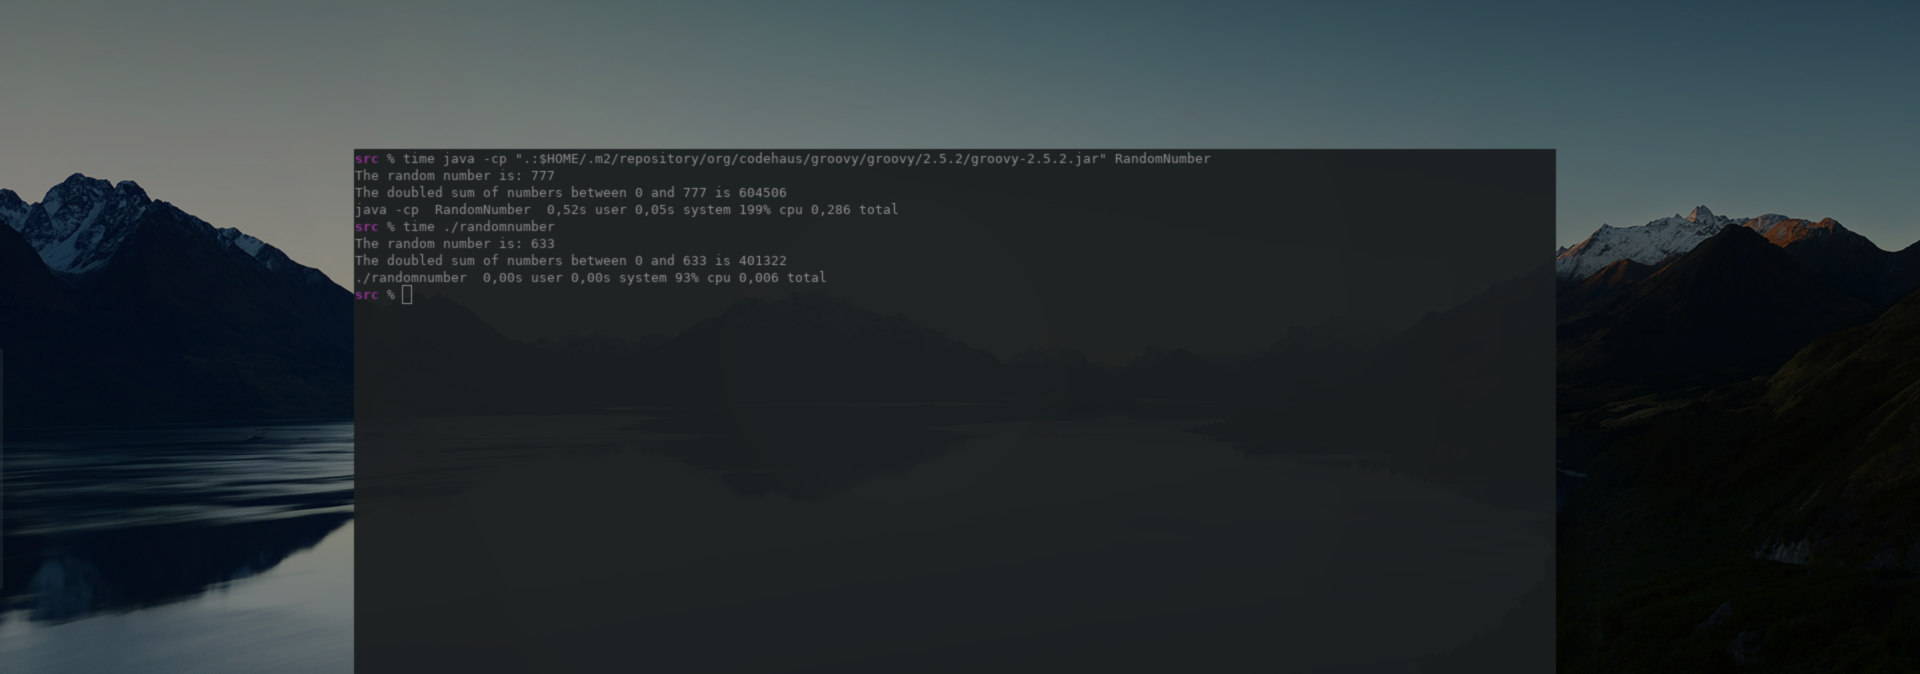 src % time java -cp ".:$HOME/.m2/repository/org/codehaus/groovy/groovy/2.5.2/groovy-2.5.2.jar" RandomNumber
The random number is: 777
The doubled sum of numbers between 0 and 777 is 604506
java -cp  RandomNumber  0,52s user 0,05s system 199% cpu 0,286 total
src % time ./randomnumber
The random number is: 633
The doubled sum of numbers between 0 and 633 is 401322
./randomnumber  0,00s user 0,00s system 93% cpu 0,006 total
src %